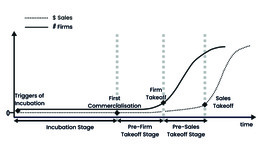 $ Sales
# Firms
Triggers of
Incubation
First
Commercialisation
Firm
Takeoff
Sales
Takeoff
0
time
Incubation Stage
Pre-Firm
Takeoff Stage
Pre-Sales
Takeoff Stage